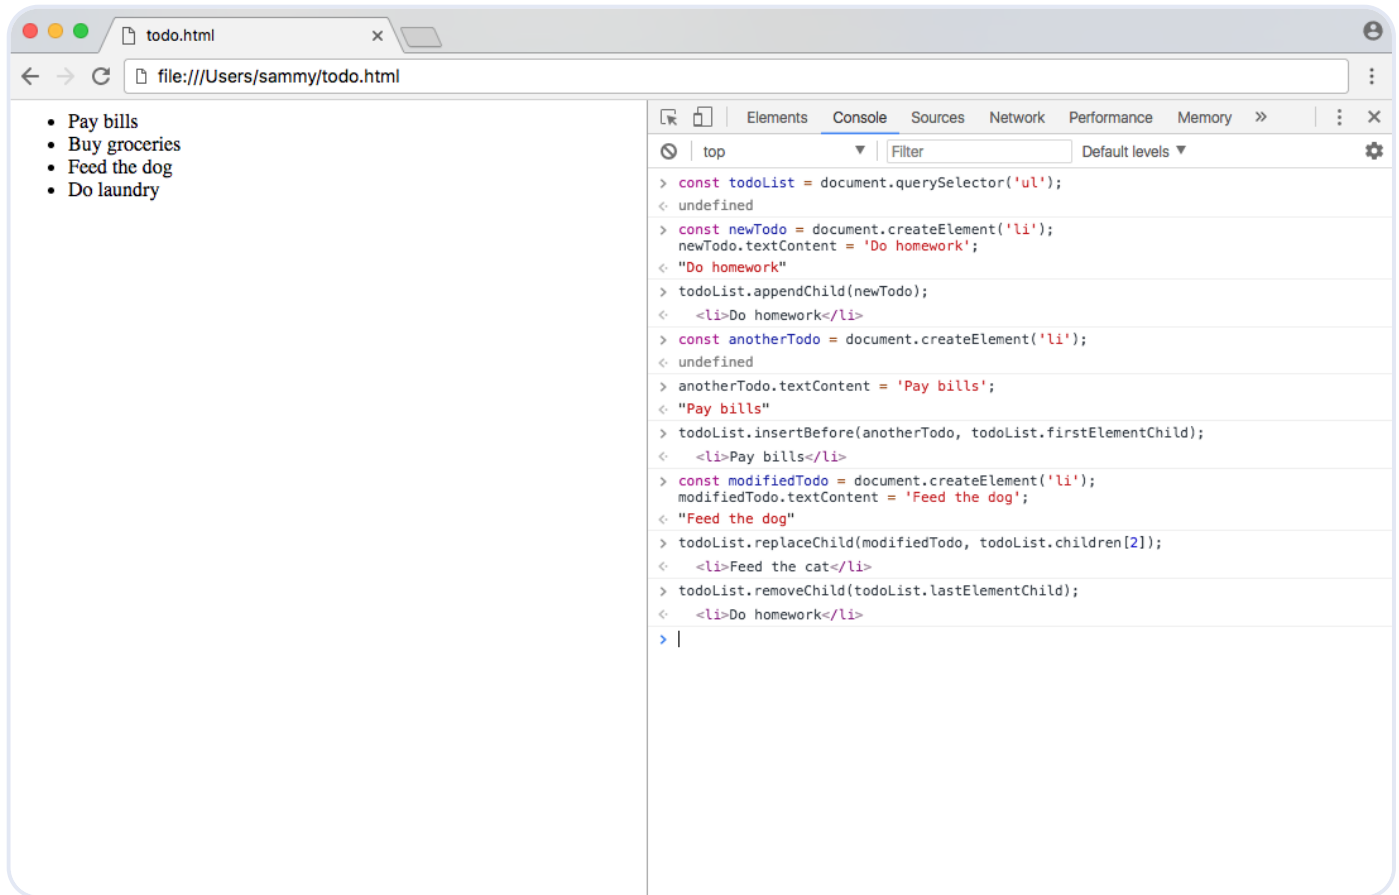 todo.html
file:///Users/sammy/todo.html
• Pay bills
• Buy groceries
• Feed the dog
• Do laundry
Elements Console Sources Network Performance Memory »
top ▼ Filter Default levels ▼
> const todoList = document.querySelector('ul');
<· undefined
> const newTodo = document.createElement('li');
newTodo.textContent = 'Do homework';
<· "Do homework"
> todoList.appendChild(newTodo);
<· <li>Do homework</li>
> const anotherTodo = document.createElement('li');
<· undefined
> anotherTodo.textContent = 'Pay bills';
<· "Pay bills"
> todoList.insertBefore(anotherTodo, todoList.firstElementChild);
<· <li>Pay bills</li>
> const modifiedTodo = document.createElement('li');
modifiedTodo.textContent = 'Feed the dog';
<· "Feed the dog"
> todoList.replaceChild(modifiedTodo, todoList.children[2]);
<· <li>Feed the cat</li>
> todoList.removeChild(todoList.lastElementChild);
<· <li>Do homework</li>
>